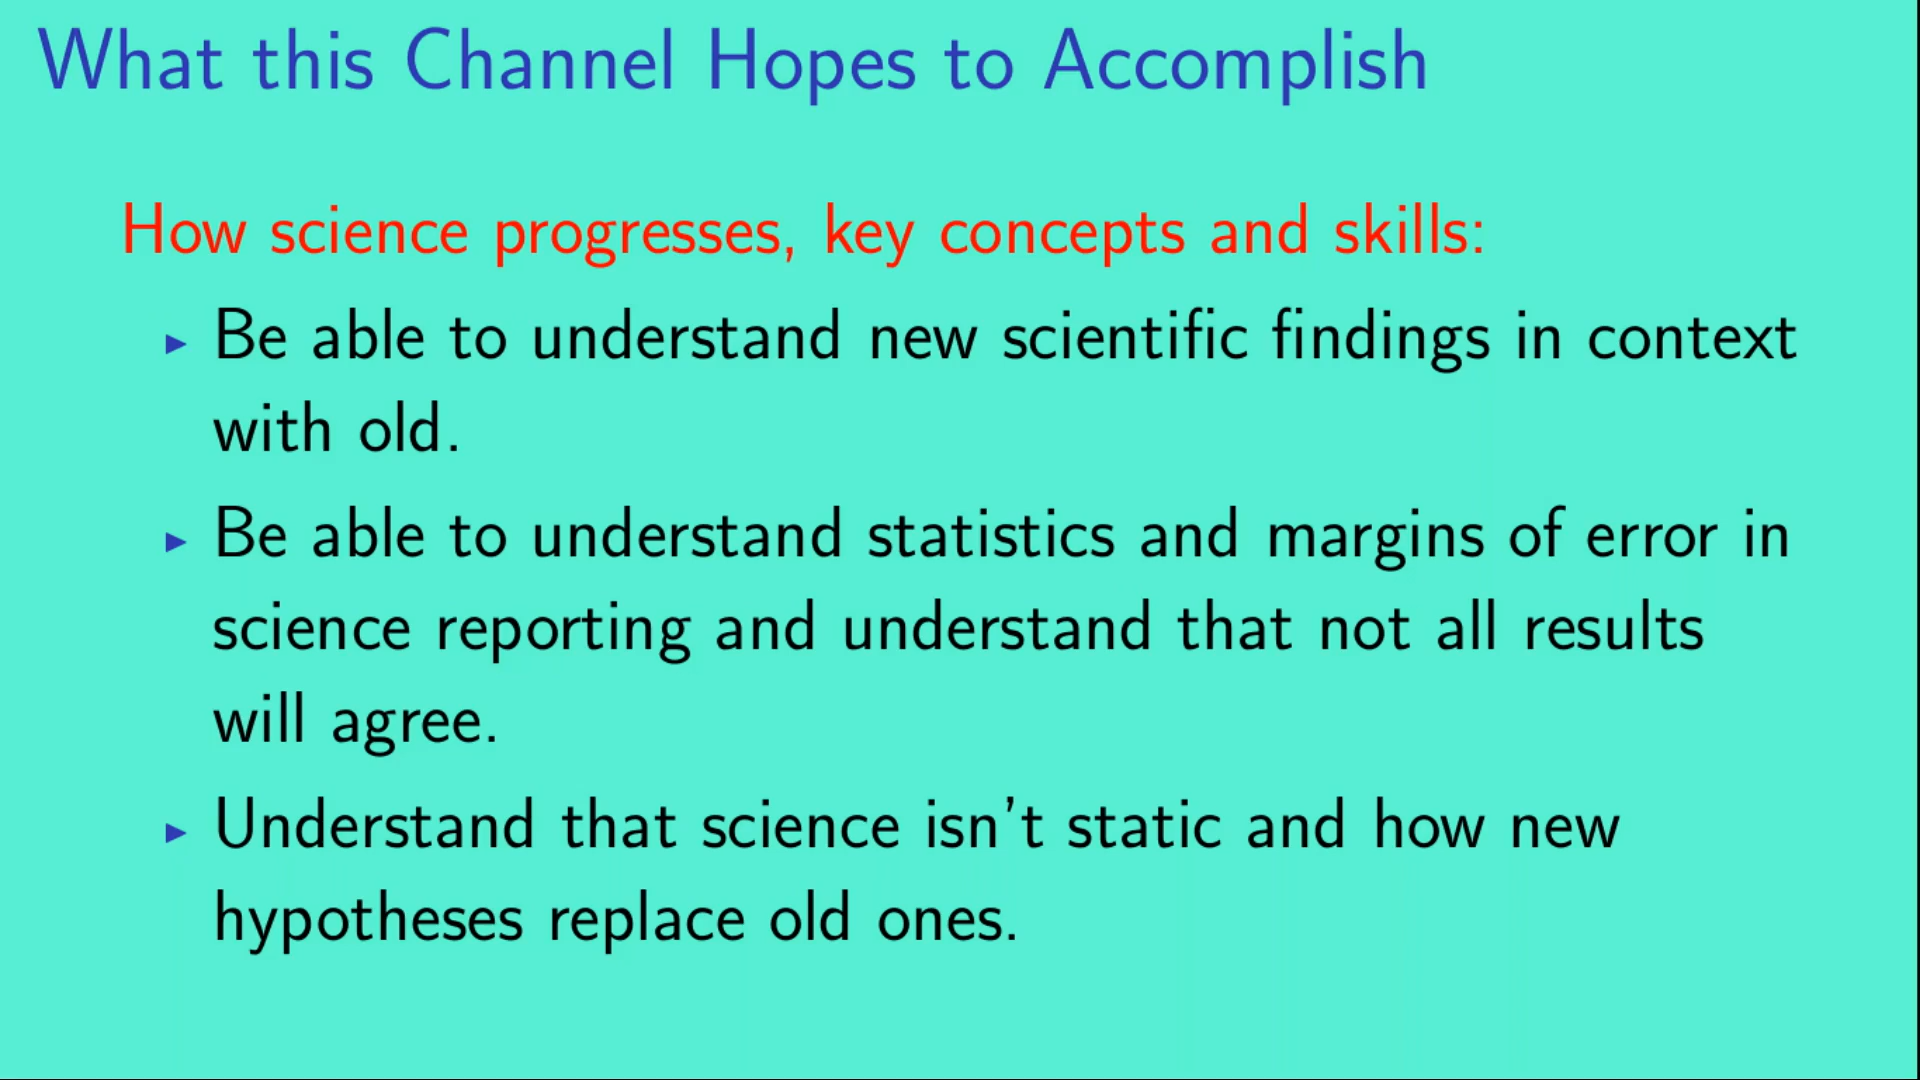 What this Channel Hopes to Accomplish
How science progresses, key concepts and skills:
Be able to understand new scientific findings in context
with old.
Be able to understand statistics and margins of error in
science reporting and understand that not all results
will agree.
Understand that science isn't static and how new
hypotheses replace old ones.